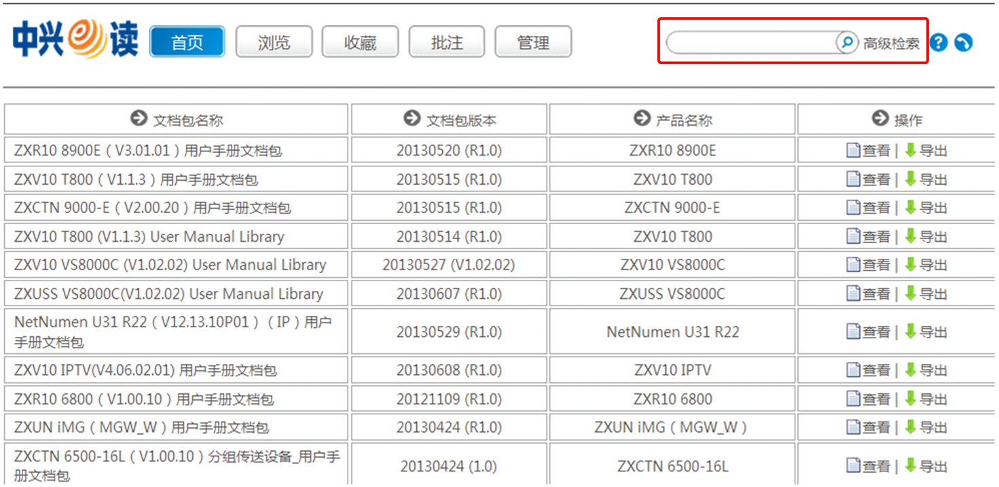 中兴e读 首页 浏览 收藏 批注 管理 高级检索 ?
文档包名称 文档包版本 产品名称 操作
ZXR10 8900E（V3.01.01）用户手册文档包 20130520 (R1.0) ZXR10 8900E 查看 | 导出
ZXV10 T800（V1.1.3）用户手册文档包 20130515 (R1.0) ZXV10 T800 查看 | 导出
ZXCTN 9000-E（V2.00.20）用户手册文档包 20130515 (R1.0) ZXCTN 9000-E 查看 | 导出
ZXV10 T800 (V1.1.3) User Manual Library 20130514 (R1.0) ZXV10 T800 查看 | 导出
ZXV10 VS8000C (V1.02.02) User Manual Library 20130527 (V1.02.02) ZXV10 VS8000C 查看 | 导出
ZXUSS VS8000C(V1.02.02) User Manual Library 20130607 (R1.0) ZXUSS VS8000C 查看 | 导出
NetNumen U31 R22（V12.13.10P01）（IP）用户
手册文档包 20130529 (R1.0) NetNumen U31 R22 查看 | 导出
ZXV10 IPTV(V4.06.02.01) 用户手册文档包 20130608 (R1.0) ZXV10 IPTV 查看 | 导出
ZXR10 6800（V1.00.10）用户手册文档包 20121109 (R1.0) ZXR10 6800 查看 | 导出
ZXUN iMG（MGW_W）用户手册文档包 20130424 (R1.0) ZXUN iMG（MGW_W） 查看 | 导出
ZXCTN 6500-16L（V1.00.10）分组传送设备_用户手
册文档包 20130424 (1.0) ZXCTN 6500-16L 查看 | 导出